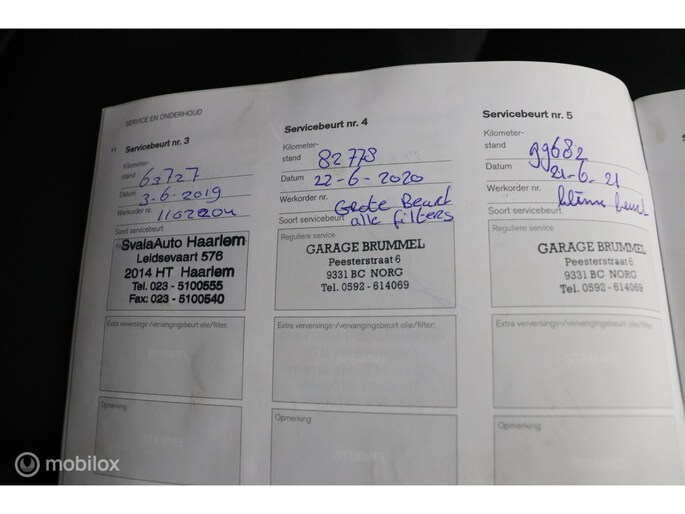 SERVICE EN ONDERHOUD
Servicebeurt nr. 3
Kilometer-
stand 63727
Datum 3-6-2019
Werkorder nr.
Soort servicebeurt
SvalaAuto Haarlem
Leidsevaart 576
2014 HT Haarlem
Tel. 023 - 5100555
Fax: 023 - 5100540
Extra verversings-/vervangingsbeurt olie/filter:
Opmerking
Servicebeurt nr. 4
Kilometer-
stand 82778
Datum 22-6-2020
Werkorder nr. Grote Beurt
Soort servicebeurt alle filters
Reguliere service
GARAGE BRUMMEL
Peesterstraat 6
9331 BC NORG
Tel. 0592 - 614069
Extra verversings-/vervangingsbeurt olie/filter:
Opmerking
Servicebeurt nr. 5
Kilometer-
stand 99682
Datum 21-6-21
Werkorder nr. kleine beurt
Soort servicebeurt
Reguliere service
GARAGE BRUMMEL
Peesterstraat 6
9331 BC NORG
Tel. 0592 - 614069
Extra verversings-/vervangingsbeurt olie/filter:
Opmerking
mobilox